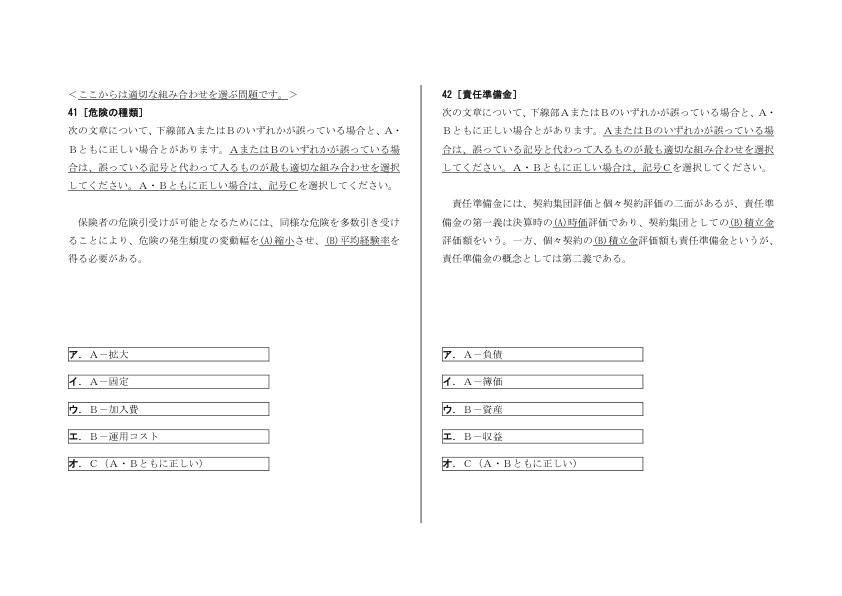 ＜ここからは適切な組み合わせを選ぶ問題です。＞
41［危険の種類］
次の文章について、下線部ＡまたはＢのいずれかが誤っている場合と、Ａ・
Ｂともに正しい場合とがあります。ＡまたはＢのいずれかが誤っている場
合は、誤っている記号と代わって入るものが最も適切な組み合わせを選択
してください。Ａ・Ｂともに正しい場合は、記号Ｃを選択してください。
保険者の危険引受けが可能となるためには、同様な危険を多数引き受け
ることにより、危険の発生頻度の変動幅を(A)縮小させ、(B)平均経験率を
得る必要がある。
ア．Ａ－拡大
イ．Ａ－固定
ウ．Ｂ－加入費
エ．Ｂ－運用コスト
オ．Ｃ（Ａ・Ｂともに正しい）
42［責任準備金］
次の文章について、下線部ＡまたはＢのいずれかが誤っている場合と、Ａ・
Ｂともに正しい場合とがあります。ＡまたはＢのいずれかが誤っている場
合は、誤っている記号と代わって入るものが最も適切な組み合わせを選択
してください。Ａ・Ｂともに正しい場合は、記号Ｃを選択してください。
責任準備金には、契約集団評価と個々契約評価の二面があるが、責任準
備金の第一義は決算時の(A)時価評価であり、契約集団としての(B)積立金
評価額をいう。一方、個々契約の(B)積立金評価額も責任準備金というが、
責任準備金の概念としては第二義である。
ア．Ａ－負債
イ．Ａ－簿価
ウ．Ｂ－資産
エ．Ｂ－収益
オ．Ｃ（Ａ・Ｂともに正しい）